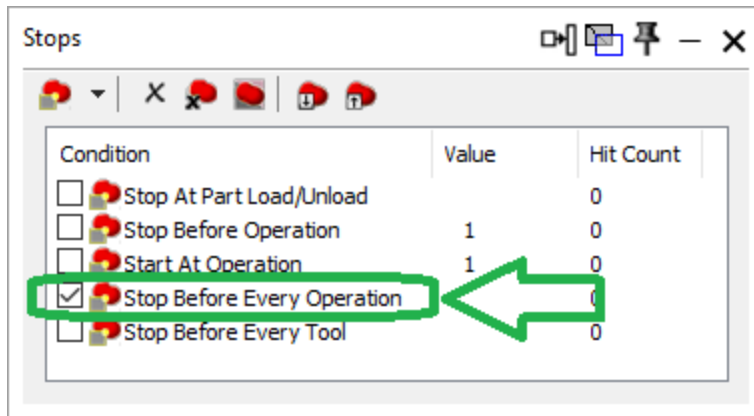 Stops
Condition Value Hit Count
Stop At Part Load/Unload 0
Stop Before Operation 1 0
Start At Operation 1 0
Stop Before Every Operation 0
Stop Before Every Tool 0